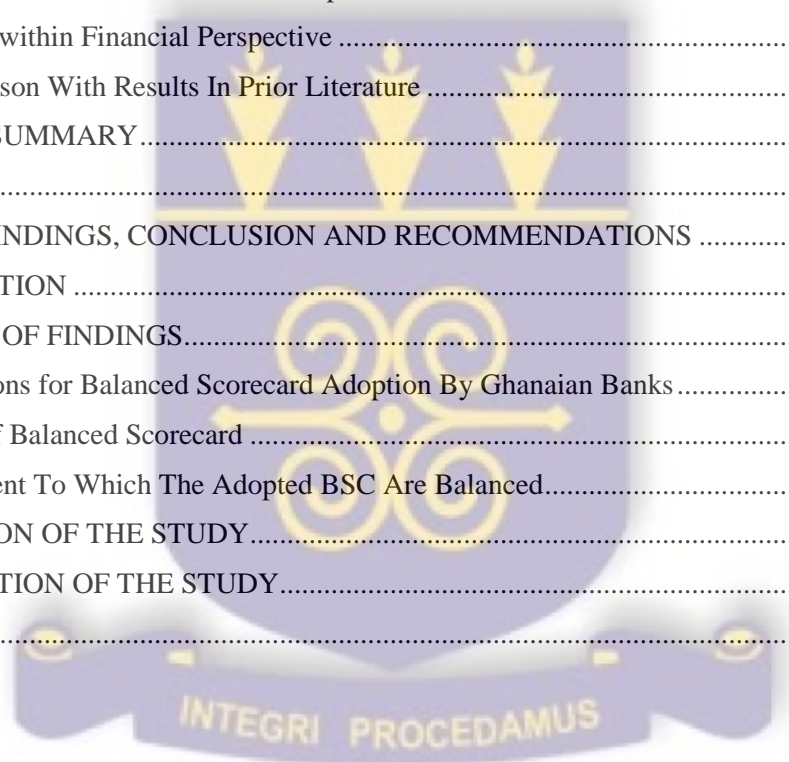 within Financial Perspective ..........................................................................
son With Results In Prior Literature ..........................................................
SUMMARY ..........................................................................................
..........................................................................................................
INDINGS, CONCLUSION AND RECOMMENDATIONS ..............
TION ..................................................................................................
OF FINDINGS ....................................................................................
ons for Balanced Scorecard Adoption By Ghanaian Banks ..................
f Balanced Scorecard ..........................................................................
ent To Which The Adopted BSC Are Balanced ....................................
ON OF THE STUDY ..........................................................................
TION OF THE STUDY ......................................................................
..........................................................................................................
INTEGRI PROCEDAMUS